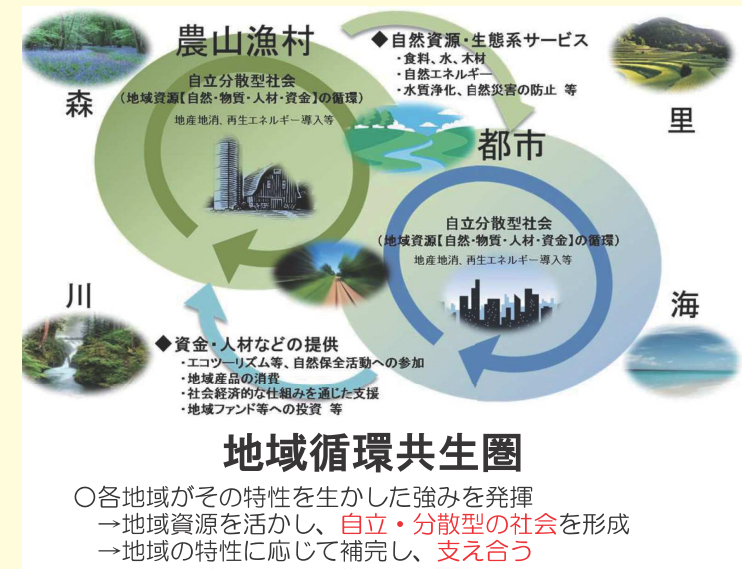 農山漁村
自立分散型社会
(地域資源【自然・物質・人材・資金】の循環)
地産地消、再生エネルギー導入等
◆自然資源・生態系サービス
・食料、水、木材
・自然エネルギー
・水質浄化、自然災害の防止 等
森
里
都市
自立分散型社会
(地域資源【自然・物質・人材・資金】の循環)
地産地消、再生エネルギー導入等
川
海
◆資金・人材などの提供
・エコツーリズム等、自然保全活動への参加
・地域産品の消費
・社会経済的な仕組みを通じた支援
・地域ファンド等への投資 等
地域循環共生圏
〇各地域がその特性を生かした強みを発揮
→地域資源を活かし、自立・分散型の社会を形成
→地域の特性に応じて補完し、支え合う